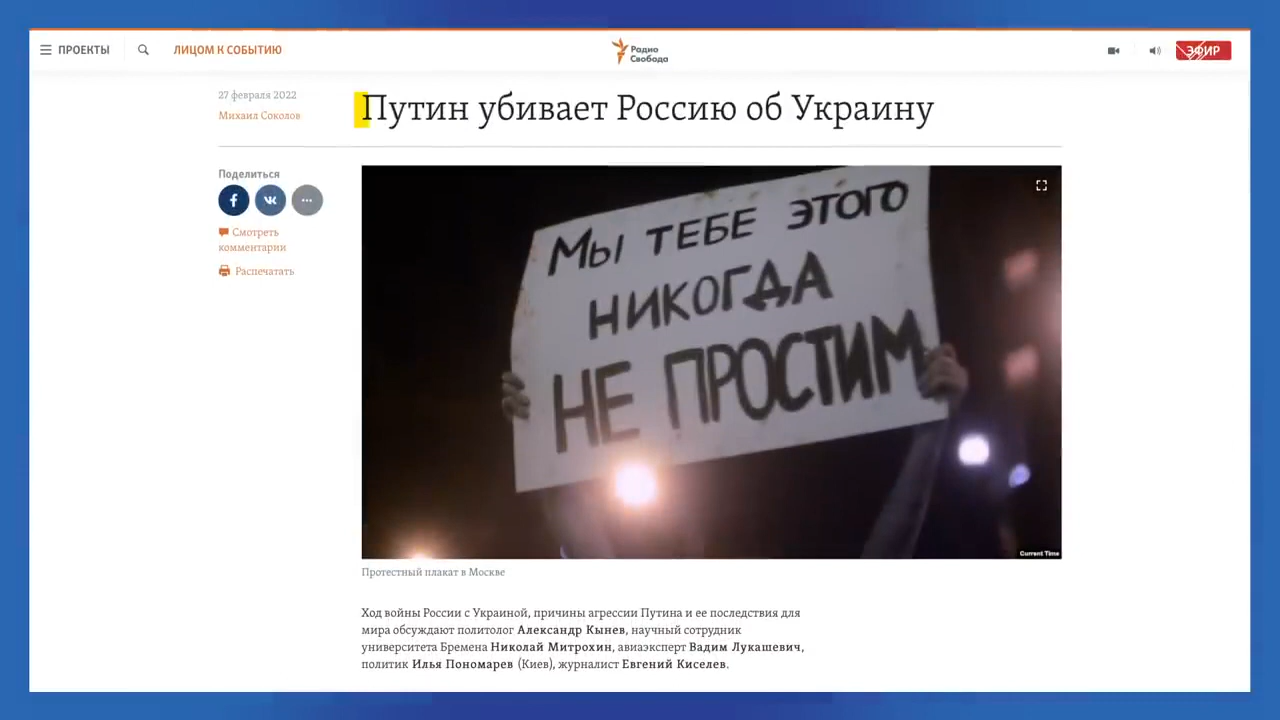 ПРОЕКТЫ
ЛИЦОМ К СОБЫТИЮ
Радио
Свобода
ЭФИР
27 февраля 2022
Михаил Соколов
Путин убивает Россию об Украину
Поделиться
Смотреть
комментарии
Распечатать
Мы ТЕБЕ ЭТОГО
НИКОГДА
НЕ ПРОСТИМ
Current Time
Протестный плакат в Москве
Ход войны России с Украиной, причины агрессии Путина и ее последствия для
мира обсуждают политолог Александр Кынев, научный сотрудник
университета Бремена Николай Митрохин, авиаэксперт Вадим Лукашевич,
политик Илья Пономарев (Киев), журналист Евгений Киселев.